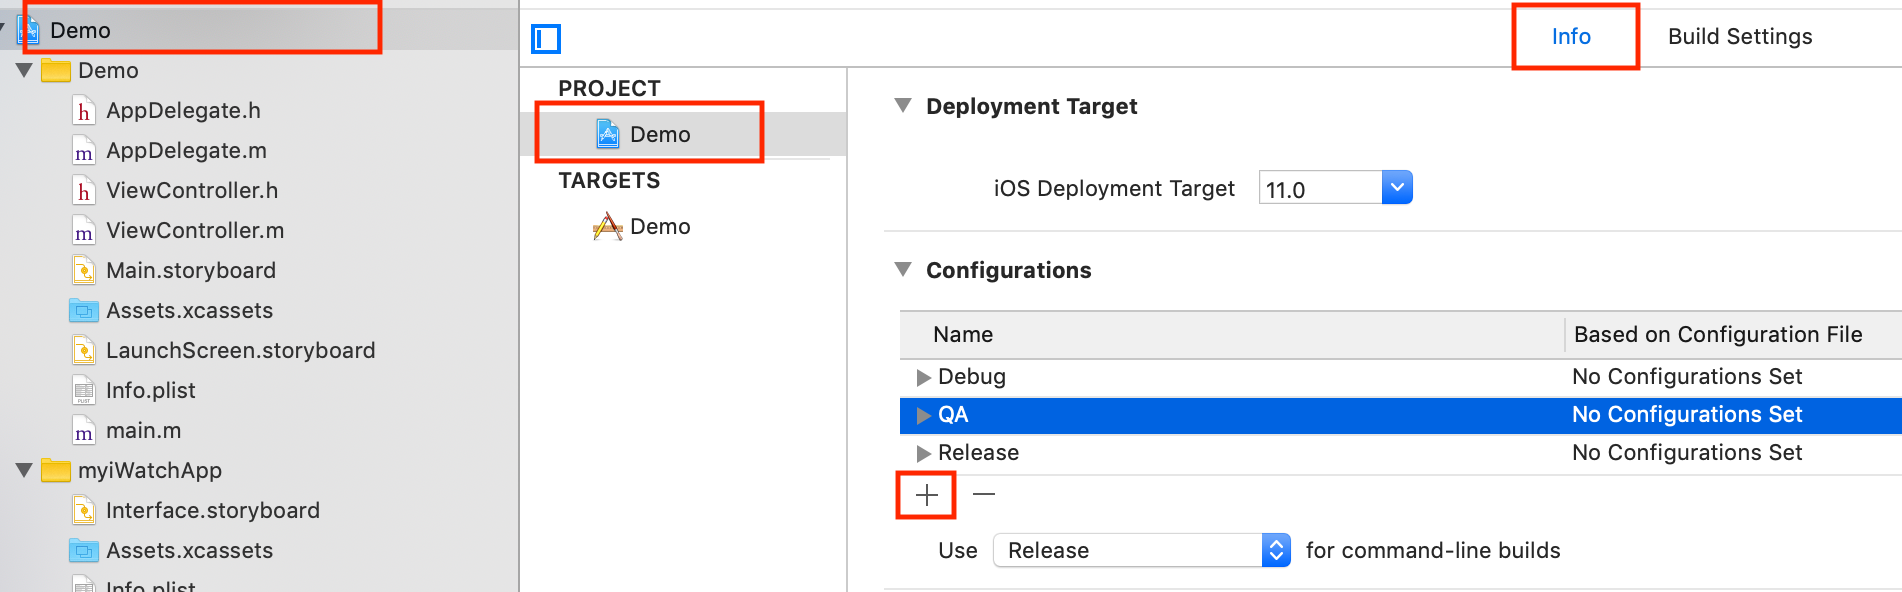 Demo
Demo
AppDelegate.h
AppDelegate.m
ViewController.h
ViewController.m
Main.storyboard
Assets.xcassets
LaunchScreen.storyboard
Info.plist
main.m
myiWatchApp
Interface.storyboard
Assets.xcassets
Info.plist
Info Build Settings
PROJECT
Demo
TARGETS
Demo
Deployment Target
iOS Deployment Target 11.0
Configurations
Name Based on Configuration File
Debug No Configurations Set
QA No Configurations Set
Release No Configurations Set
Use Release for command-line builds